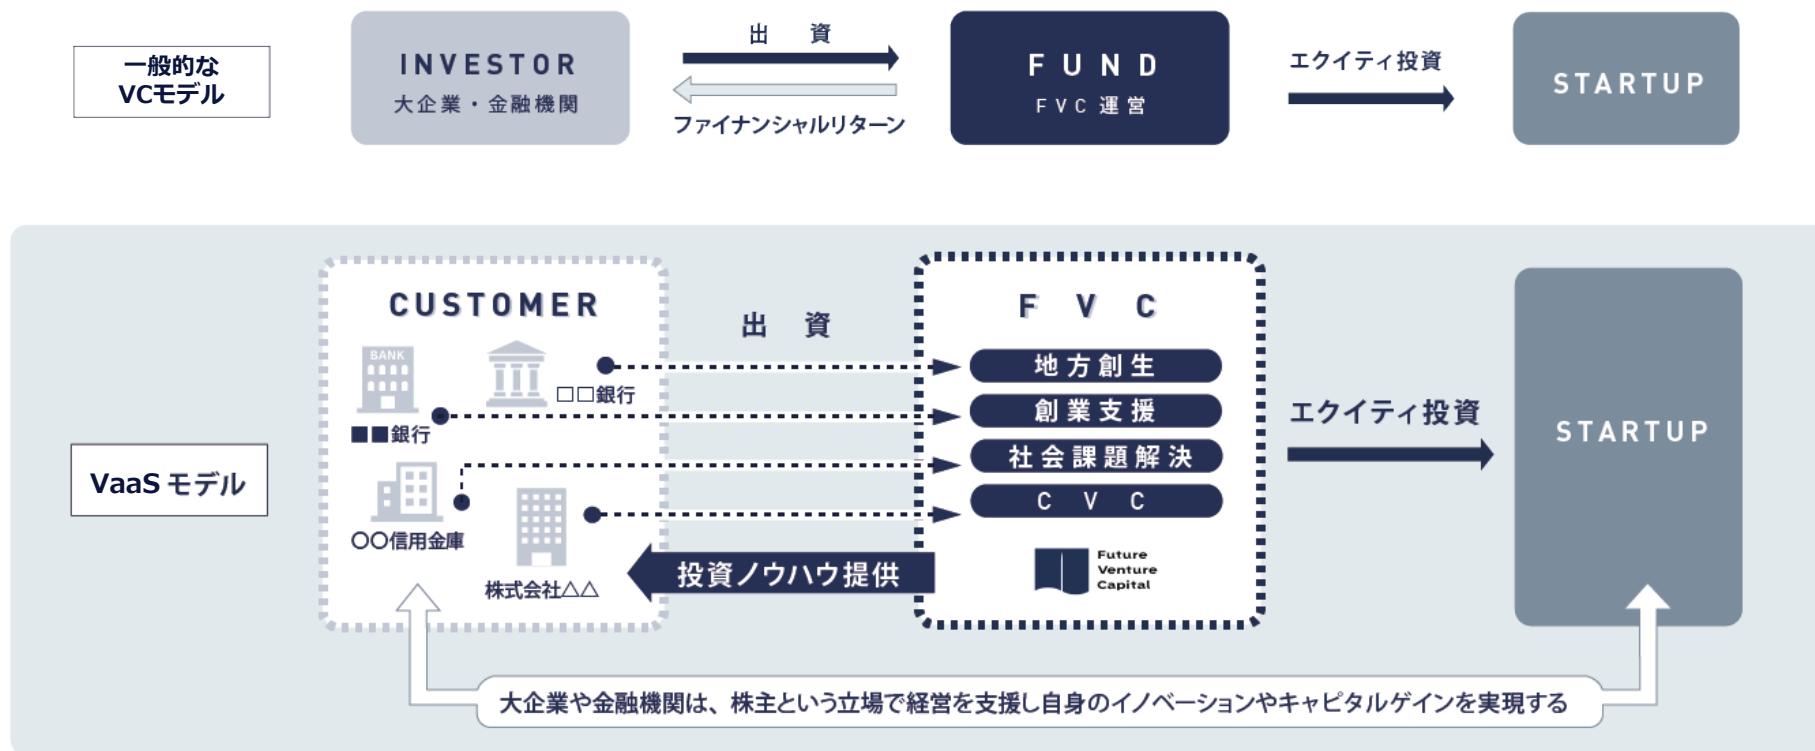 一般的な
VCモデル
INVESTOR
大企業・金融機関
出 資
ファイナンシャルリターン
FUND
FVC 運営
エクイティ投資
STARTUP
VaaS モデル
CUSTOMER
BANK
□□銀行
■■銀行
〇〇信用金庫
株式会社△△
出 資
投資ノウハウ提供
F V C
地方創生
創業支援
社会課題解決
C V C
Future
Venture
Capital
エクイティ投資
STARTUP
大企業や金融機関は、株主という立場で経営を支援し自身のイノベーションやキャピタルゲインを実現する